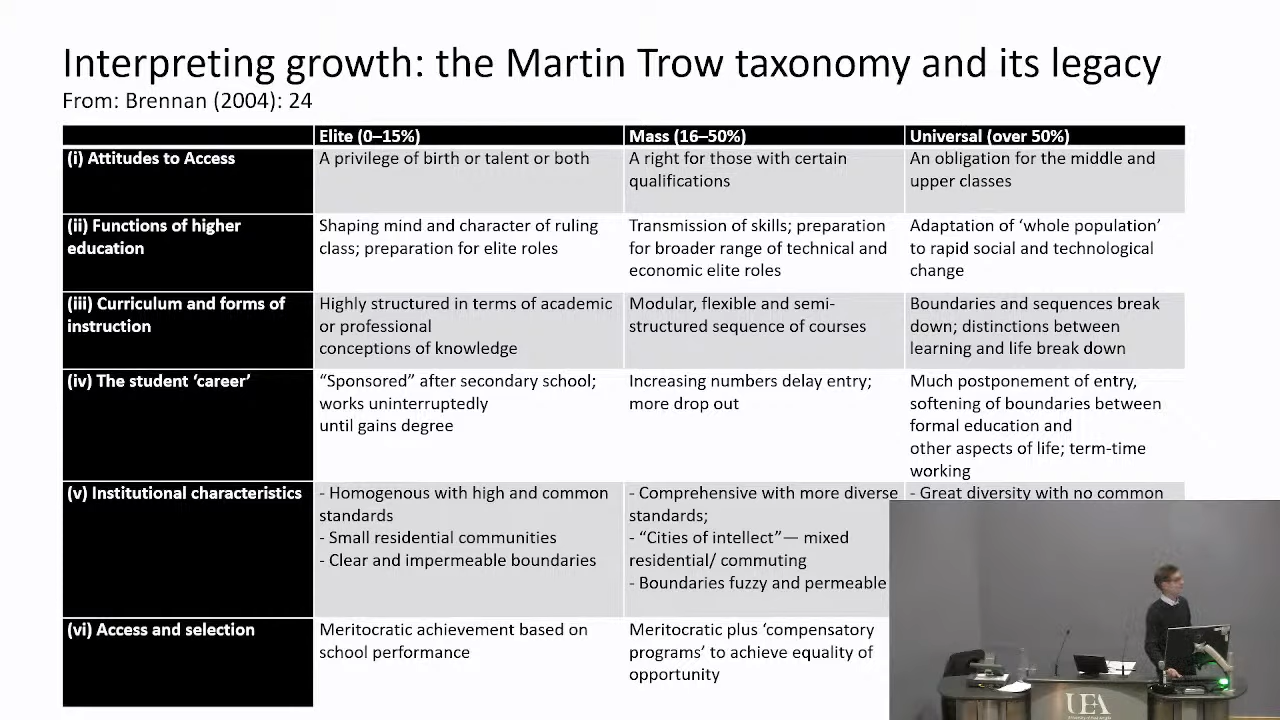 Interpreting growth: the Martin Trow taxonomy and its legacy
From: Brennan (2004): 24
Elite (0–15%)
Mass (16–50%)
Universal (over 50%)
(i) Attitudes to Access
A privilege of birth or talent or both
A right for those with certain
qualifications
An obligation for the middle and
upper classes
(ii) Functions of higher
education
Shaping mind and character of ruling
class; preparation for elite roles
Transmission of skills; preparation
for broader range of technical and
economic elite roles
Adaptation of ‘whole population’
to rapid social and technological
change
(iii) Curriculum and forms of
instruction
Highly structured in terms of academic
or professional
conceptions of knowledge
Modular, flexible and semi-
structured sequence of courses
Boundaries and sequences break
down; distinctions between
learning and life break down
(iv) The student ‘career’
“Sponsored” after secondary school;
works uninterruptedly
until gains degree
Increasing numbers delay entry;
more drop out
Much postponement of entry,
softening of boundaries between
formal education and
other aspects of life; term-time
working
(v) Institutional characteristics
- Homogenous with high and common
standards
- Small residential communities
- Clear and impermeable boundaries
- Comprehensive with more diverse
standards;
- “Cities of intellect”— mixed
residential/ commuting
- Boundaries fuzzy and permeable
- Great diversity with no common
(vi) Access and selection
Meritocratic achievement based on
school performance
Meritocratic plus ‘compensatory
programs’ to achieve equality of
opportunity
UEA